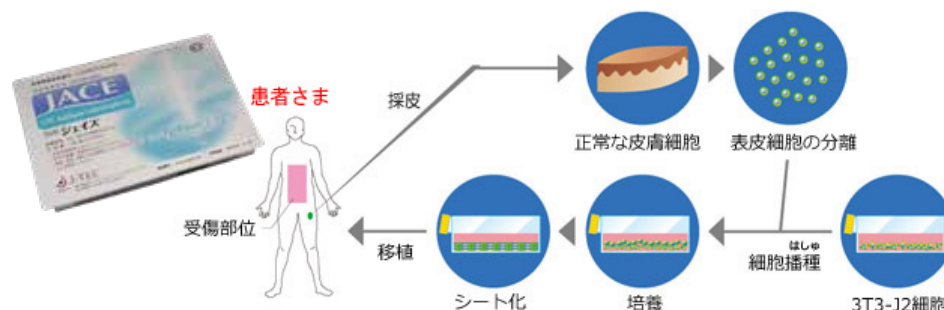 JACE
ジェイス
J-TEC
患者さま
採皮
正常な皮膚細胞
表皮細胞の分離
受傷部位
移植
シート化
培養
はしゅ
細胞播種
3T3-J2細胞